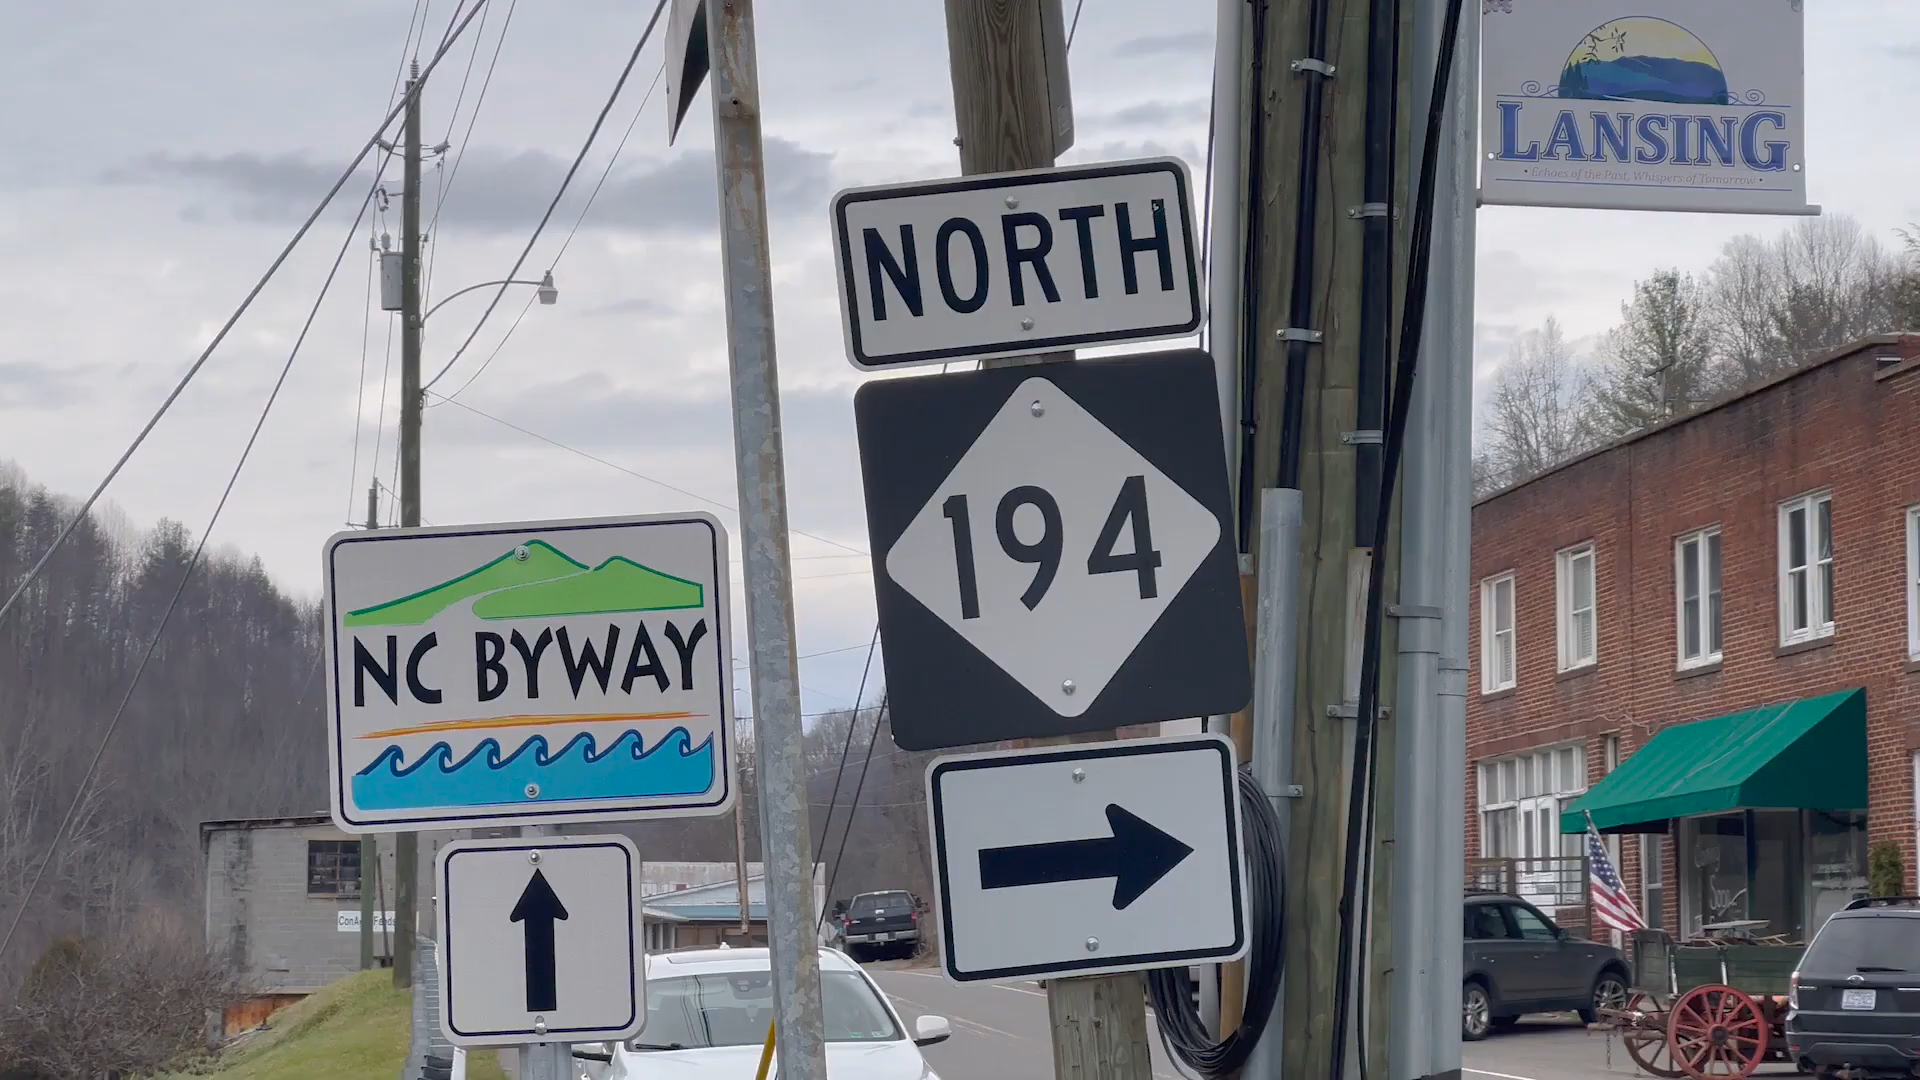 LANSING
• Echoes of the Past, Whispers of Tomorrow •
NORTH
194
NC BYWAY